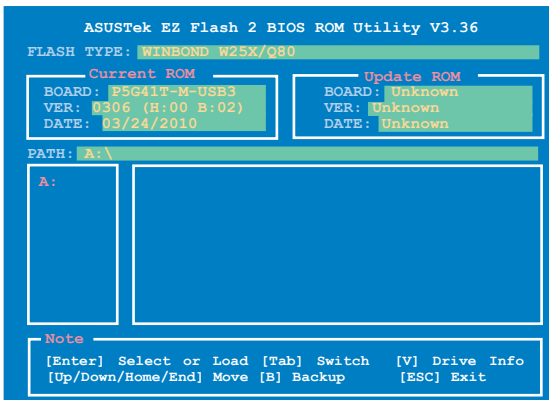 ASUSTek EZ Flash 2 BIOS ROM Utility V3.36
FLASH TYPE: WINBOND W25X/Q80
Current ROM
BOARD: P5G41T-M-USB3
VER: 0306 (H:00 B:02)
DATE: 03/24/2010
Update ROM
BOARD: Unknown
VER: Unknown
DATE: Unknown
PATH: A:\
A:
Note
[Enter] Select or Load [Tab] Switch [V] Drive Info
[Up/Down/Home/End] Move [B] Backup [ESC] Exit